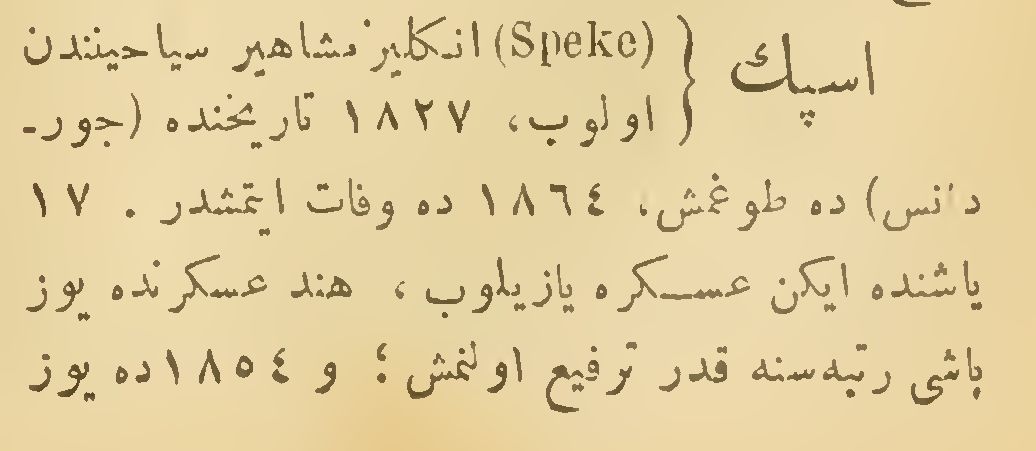 اسپك { (Speke) انكليز مشاهير سياحينندن
اولوب، ١٨٢٧ تاريخنده (جور-
دانس) ده طوغمش، ١٨٦٤ ده وفات ايتمشدر . ١٧
ياشنده ايكن عسكره يازيلوب ، هند عسكرنده يوز
باشى رتبه‌سنه قدر ترفيع اولنمش ؛ و ١٨٥٤ ده يوز